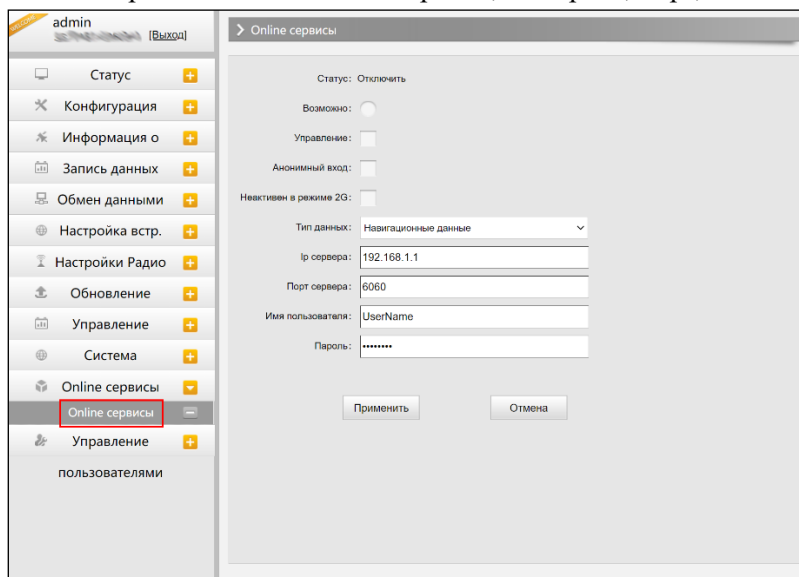 admin
[Выход]
Online сервисы
Статус
Конфигурация
Информация о
Запись данных
Обмен данными
Настройка встр.
Настройки Радио
Обновление
Управление
Система
Online сервисы
Online сервисы
Управление
пользователями
Статус: Отключить
Возможно:
Управление:
Анонимный вход:
Неактивен в режиме 2G:
Тип данных: Навигационные данные
Ip сервера: 192.168.1.1
Порт сервера: 6060
Имя пользователя: UserName
Пароль: ••••••••
Применить Отмена